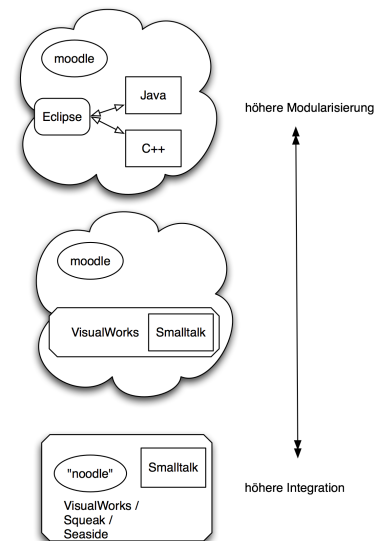 moodle
Java
Eclipse
C++
höhere Modularisierung
moodle
VisualWorks
Smalltalk
"noodle"
Smalltalk
VisualWorks /
Squeak /
Seaside
höhere Integration